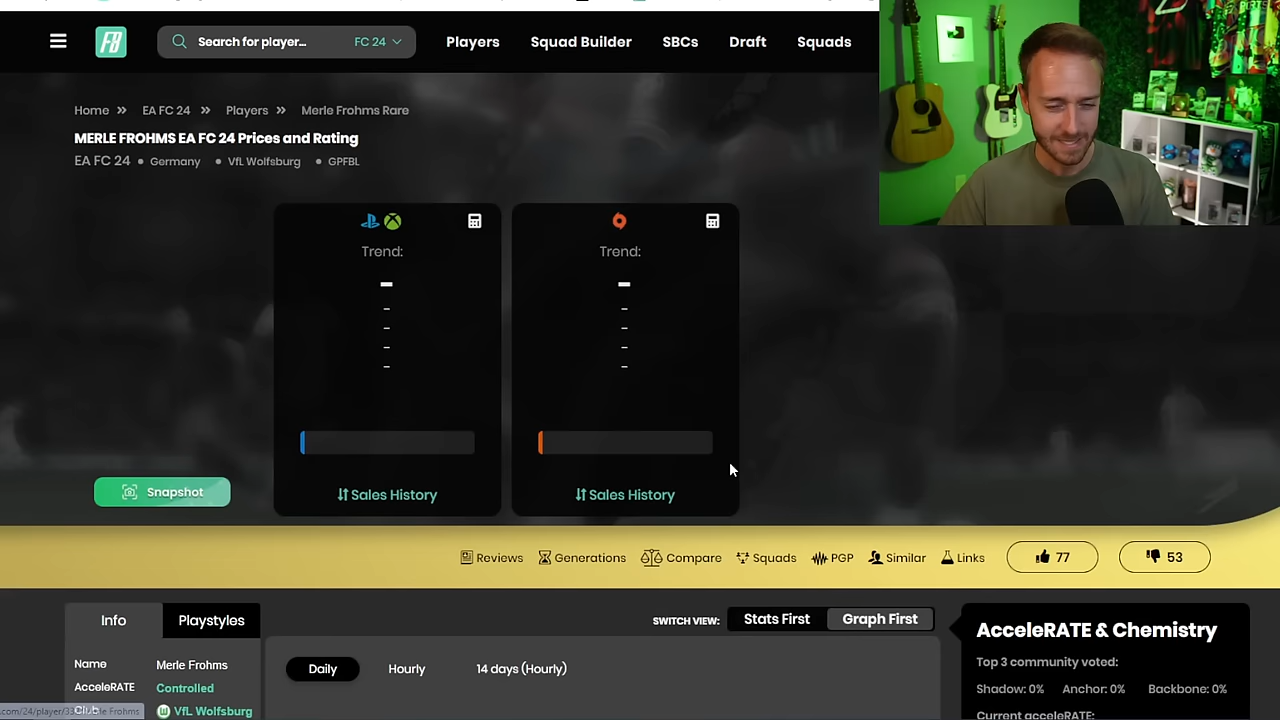 FB
Search for player...
FC 24
Players
Squad Builder
SBCs
Draft
Squads
Home » EA FC 24 » Players » Merle Frohms Rare
MERLE FROHMS EA FC 24 Prices and Rating
EA FC 24 • Germany • VfL Wolfsburg • GPFBL
Trend:
Trend:
Sales History
Sales History
Snapshot
Reviews
Generations
Compare
Squads
PGP
Similar
Links
77
53
Info
Playstyles
SWITCH VIEW:
Stats First
Graph First
AcceleRATE & Chemistry
Name
Merle Frohms
Daily
Hourly
14 days (Hourly)
Top 3 community voted:
AcceleRATE
Controlled
Shadow: 0%
Anchor: 0%
Backbone: 0%
Club
VfL Wolfsburg
Current acceleRATE: